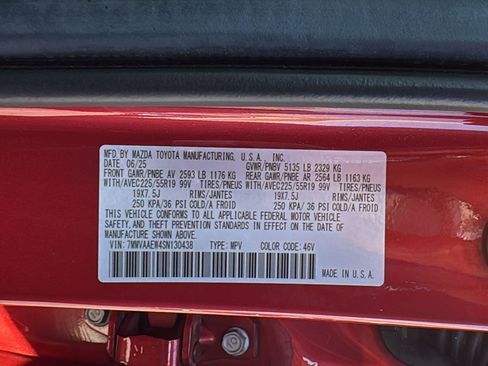 MFD. BY MAZDA TOYOTA MANUFACTURING, U.S.A., INC.
DATE: 06/25 GVWR/PNBV 5135 LB 2329 KG
FRONT GAWR/PNBE AV 2593 LB 1176 KG REAR GAWR/PNBE AR 2564 LB 1163 KG
WITH/AVEC225/55R19 99V TIRES/PNEUS WITH/AVEC225/55R19 99V TIRES/PNEUS
19X7.5J RIMS/JANTES 19X7.5J RIMS/JANTES
250 KPA/36 PSI COLD/A FROID 250 KPA/36 PSI COLD/A FROID
THIS VEHICLE CONFORMS TO ALL APPLICABLE FEDERAL MOTOR VEHICLE
SAFETY, AND THEFT PREVENTION STANDARDS IN EFFECT ON THE DATE OF
MANUFACTURE SHOWN ABOVE.
VIN: 7MMVAAEW4SN130438 TYPE: MPV COLOR CODE: 46V
MADE IN U.S.A.